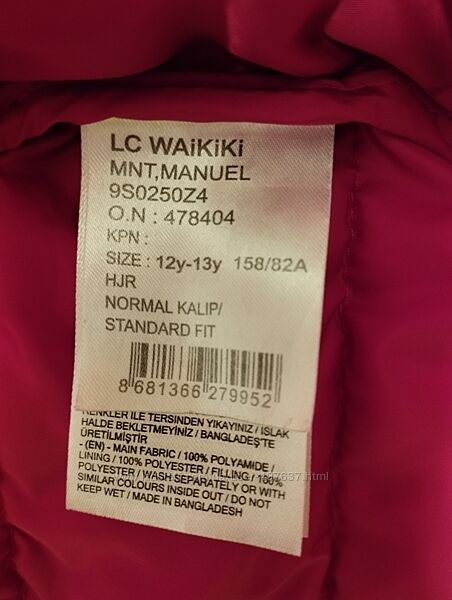 LC WAiKiKi
MNT,MANUEL
9S0250Z4
O.N : 478404
KPN :
SIZE : 12y-13y 158/82A
HJR
NORMAL KALIP/
STANDARD FIT
8 681366 279952
RENKLER ILE TERSINDEN YIKAYINIZ / ISLAK
HALDE BEKLETMEYINIZ / BANGLADEŞ'TE
ÜRETILMIŞTIR
- (EN) - MAIN FABRIC / 100% POLYAMIDE /
LINING / 100% POLYESTER / FILLING / 100%
POLYESTER / WASH SEPARATELY OR WITH
SIMILAR COLOURS INSIDE OUT / DO NOT
KEEP WET / MADE IN BANGLADESH